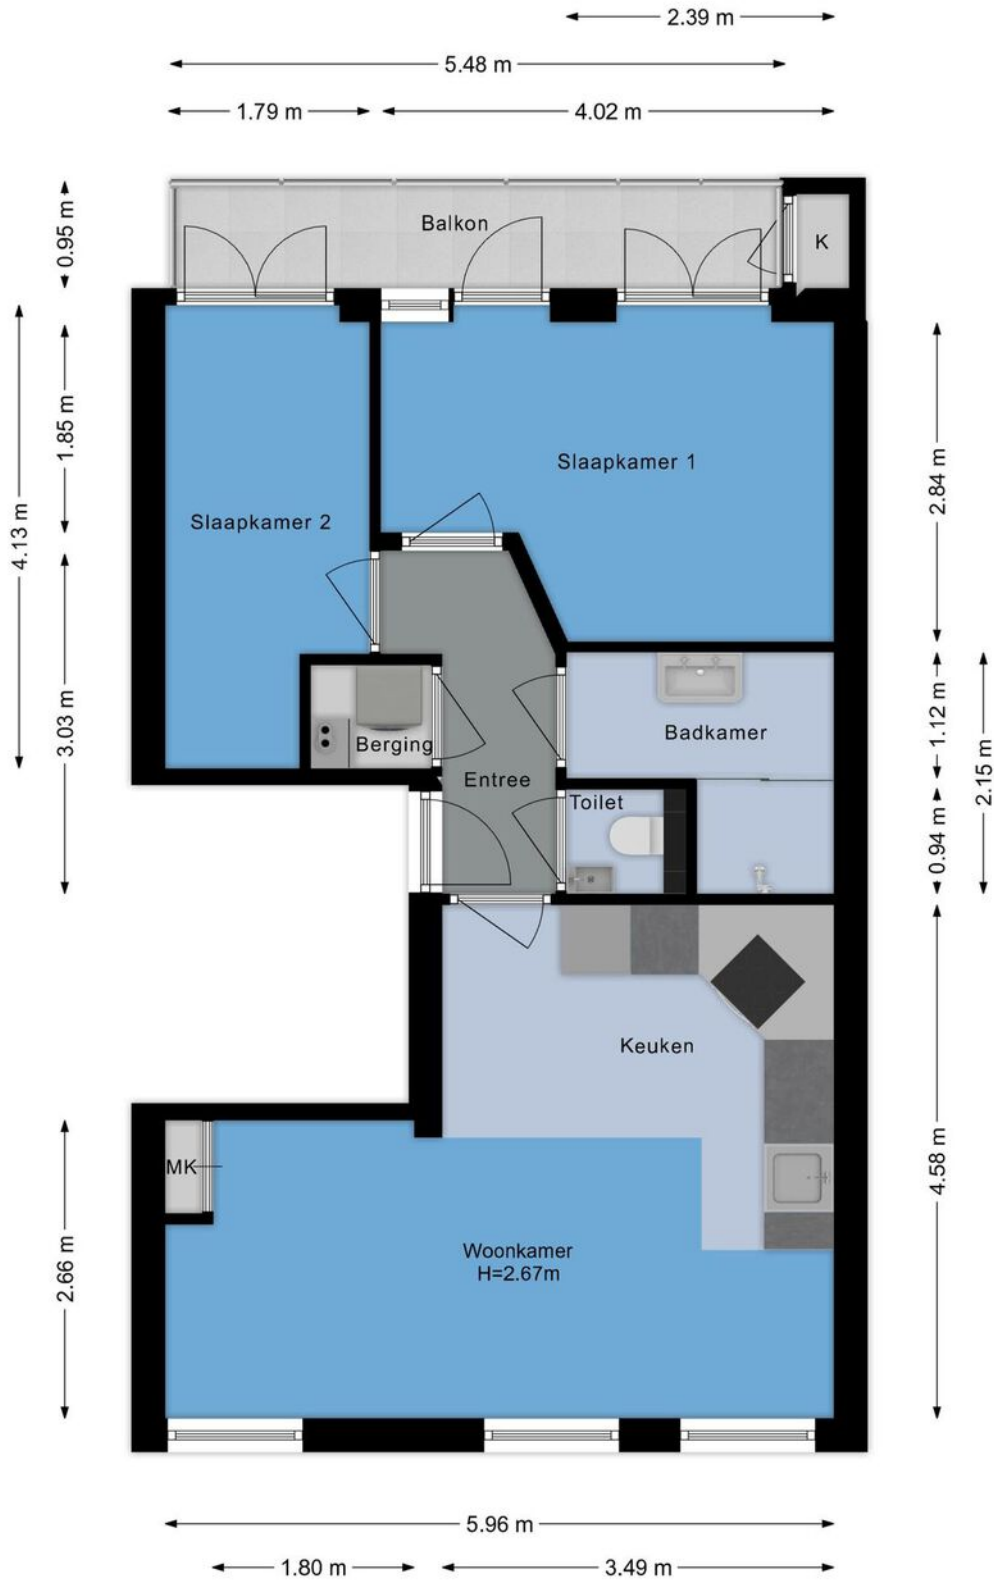 2.39 m
5.48 m
1.79 m
4.02 m
0.95 m
Balkon
K
1.85 m
4.13 m
3.03 m
Slaapkamer 1
Slaapkamer 2
2.84 m
Berging
Entree
Badkamer
Toilet
1.12 m
2.15 m
0.94 m
Keuken
MK
4.58 m
2.66 m
Woonkamer
H=2.67m
5.96 m
1.80 m
3.49 m